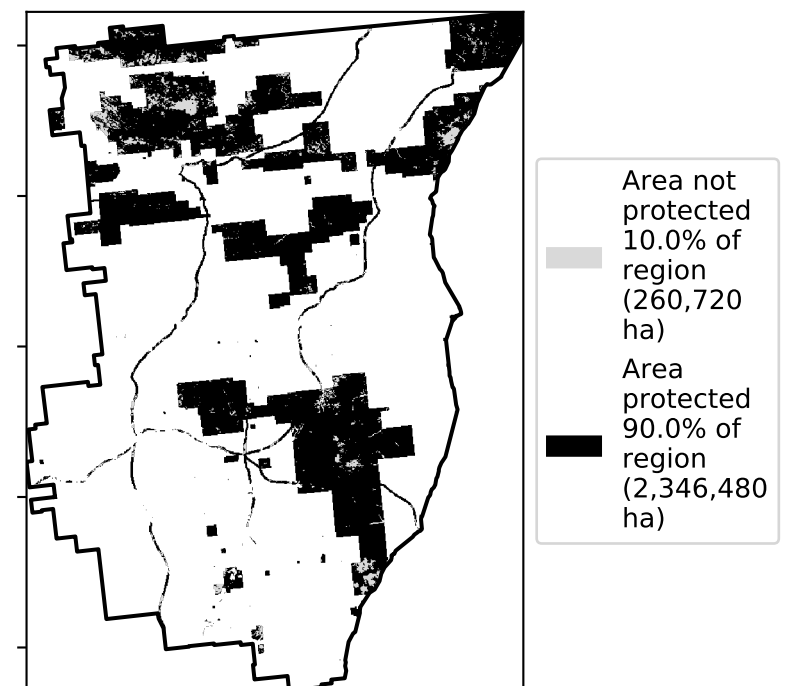 Area not
protected
10.0% of
region
(260,720
ha)
Area
protected
90.0% of
region
(2,346,480
ha)